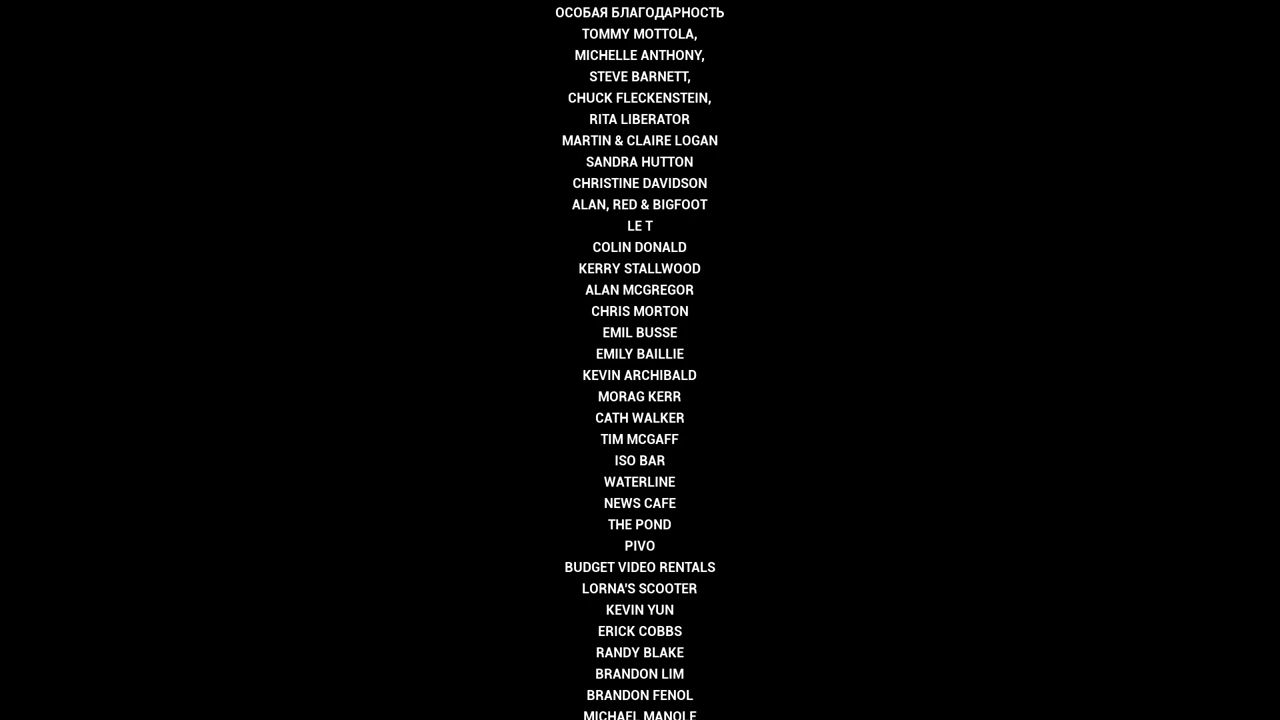 ОСОБАЯ БЛАГОДАРНОСТЬ
TOMMY MOTTOLA,
MICHELLE ANTHONY,
STEVE BARNETT,
CHUCK FLECKENSTEIN,
RITA LIBERATOR
MARTIN & CLAIRE LOGAN
SANDRA HUTTON
CHRISTINE DAVIDSON
ALAN, RED & BIGFOOT
LE T
COLIN DONALD
KERRY STALLWOOD
ALAN MCGREGOR
CHRIS MORTON
EMIL BUSSE
EMILY BAILLIE
KEVIN ARCHIBALD
MORAG KERR
CATH WALKER
TIM MCGAFF
ISO BAR
WATERLINE
NEWS CAFE
THE POND
PIVO
BUDGET VIDEO RENTALS
LORNA'S SCOOTER
KEVIN YUN
ERICK COBBS
RANDY BLAKE
BRANDON LIM
BRANDON FENOL
MICHAEL MANOLE